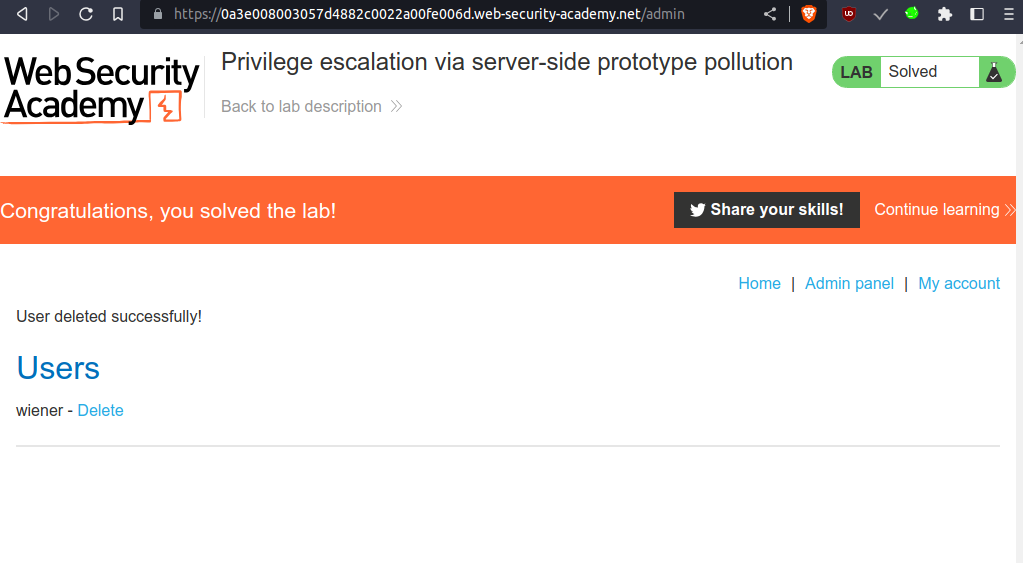 https://0a3e008003057d4882c0022a00fe006d.web-security-academy.net/admin
Web Security
Academy
Privilege escalation via server-side prototype pollution
Back to lab description
LAB Solved
Congratulations, you solved the lab!
Share your skills!
Continue learning
Home | Admin panel | My account
User deleted successfully!
Users
wiener - Delete